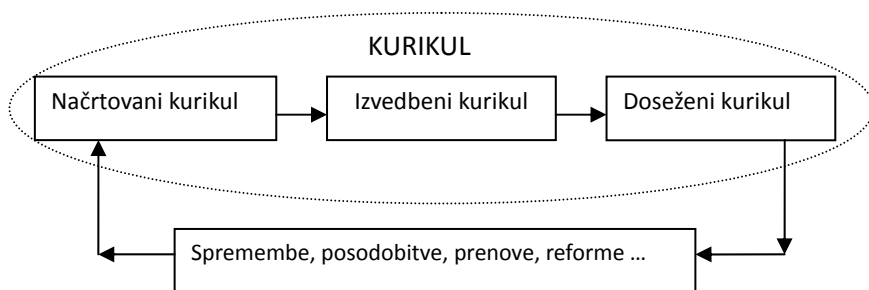 KURIKUL
Načrtovani kurikul
Izvedbeni kurikul
Doseženi kurikul
Spremembe, posodobitve, prenove, reforme …